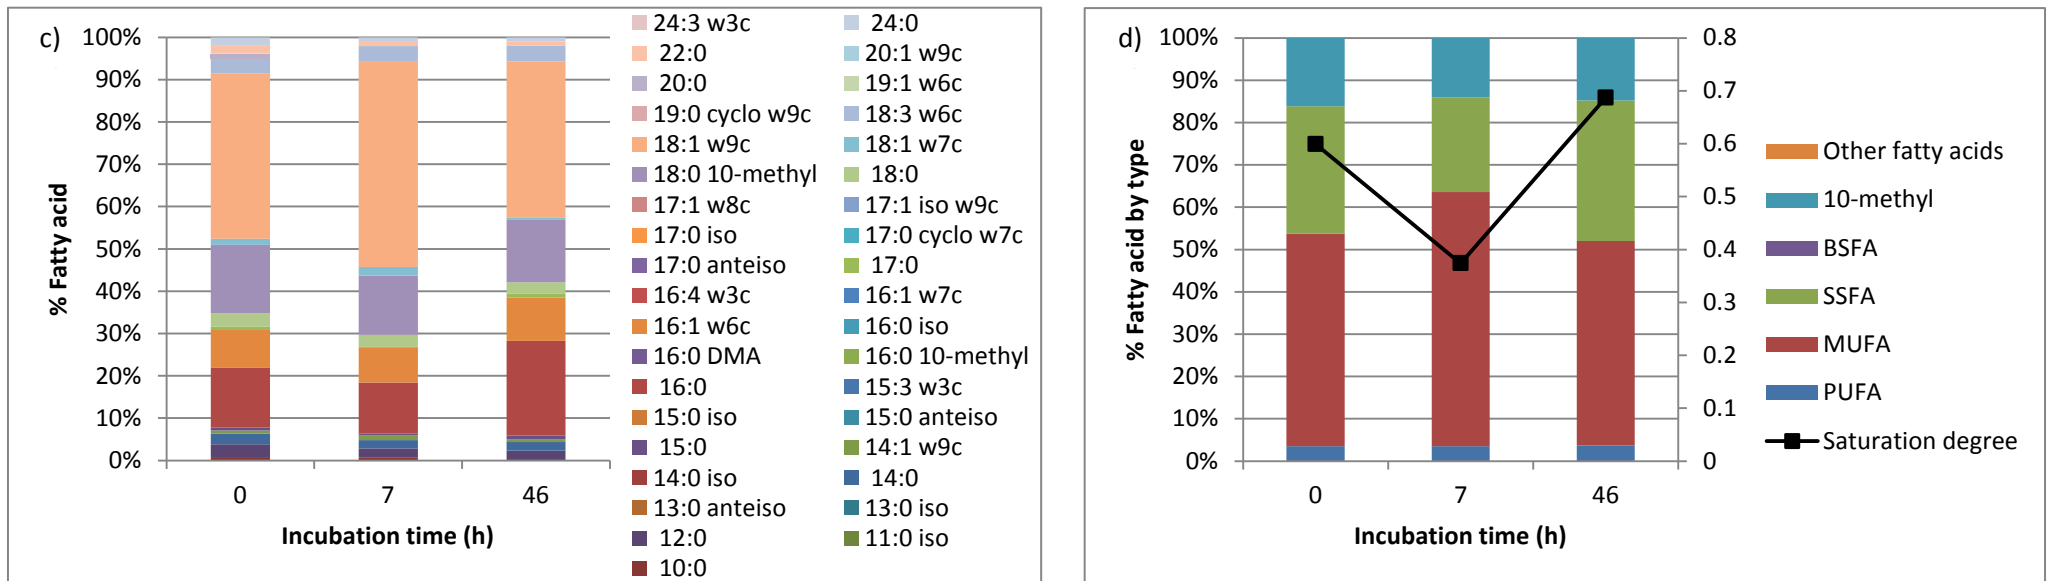 c)
% Fatty acid
100%
90%
80%
70%
60%
50%
40%
30%
20%
10%
0%
0 7 46
Incubation time (h)
24:3 w3c 24:0
22:0 20:1 w9c
20:0 19:1 w6c
19:0 cyclo w9c 18:3 w6c
18:1 w9c 18:1 w7c
18:0 10-methyl 18:0
17:1 w8c 17:1 iso w9c
17:0 iso 17:0 cyclo w7c
17:0 anteiso 17:0
16:4 w3c 16:1 w7c
16:1 w6c 16:0 iso
16:0 DMA 16:0 10-methyl
16:0 15:3 w3c
15:0 iso 15:0 anteiso
15:0 14:1 w9c
14:0 iso 14:0
13:0 anteiso 13:0 iso
12:0 11:0 iso
10:0
d)
% Fatty acid by type
100%
90%
80%
70%
60%
50%
40%
30%
20%
10%
0%
0.8
0.7
0.6
0.5
0.4
0.3
0.2
0.1
0
0 7 46
Incubation time (h)
Other fatty acids
10-methyl
BSFA
SSFA
MUFA
PUFA
Saturation degree